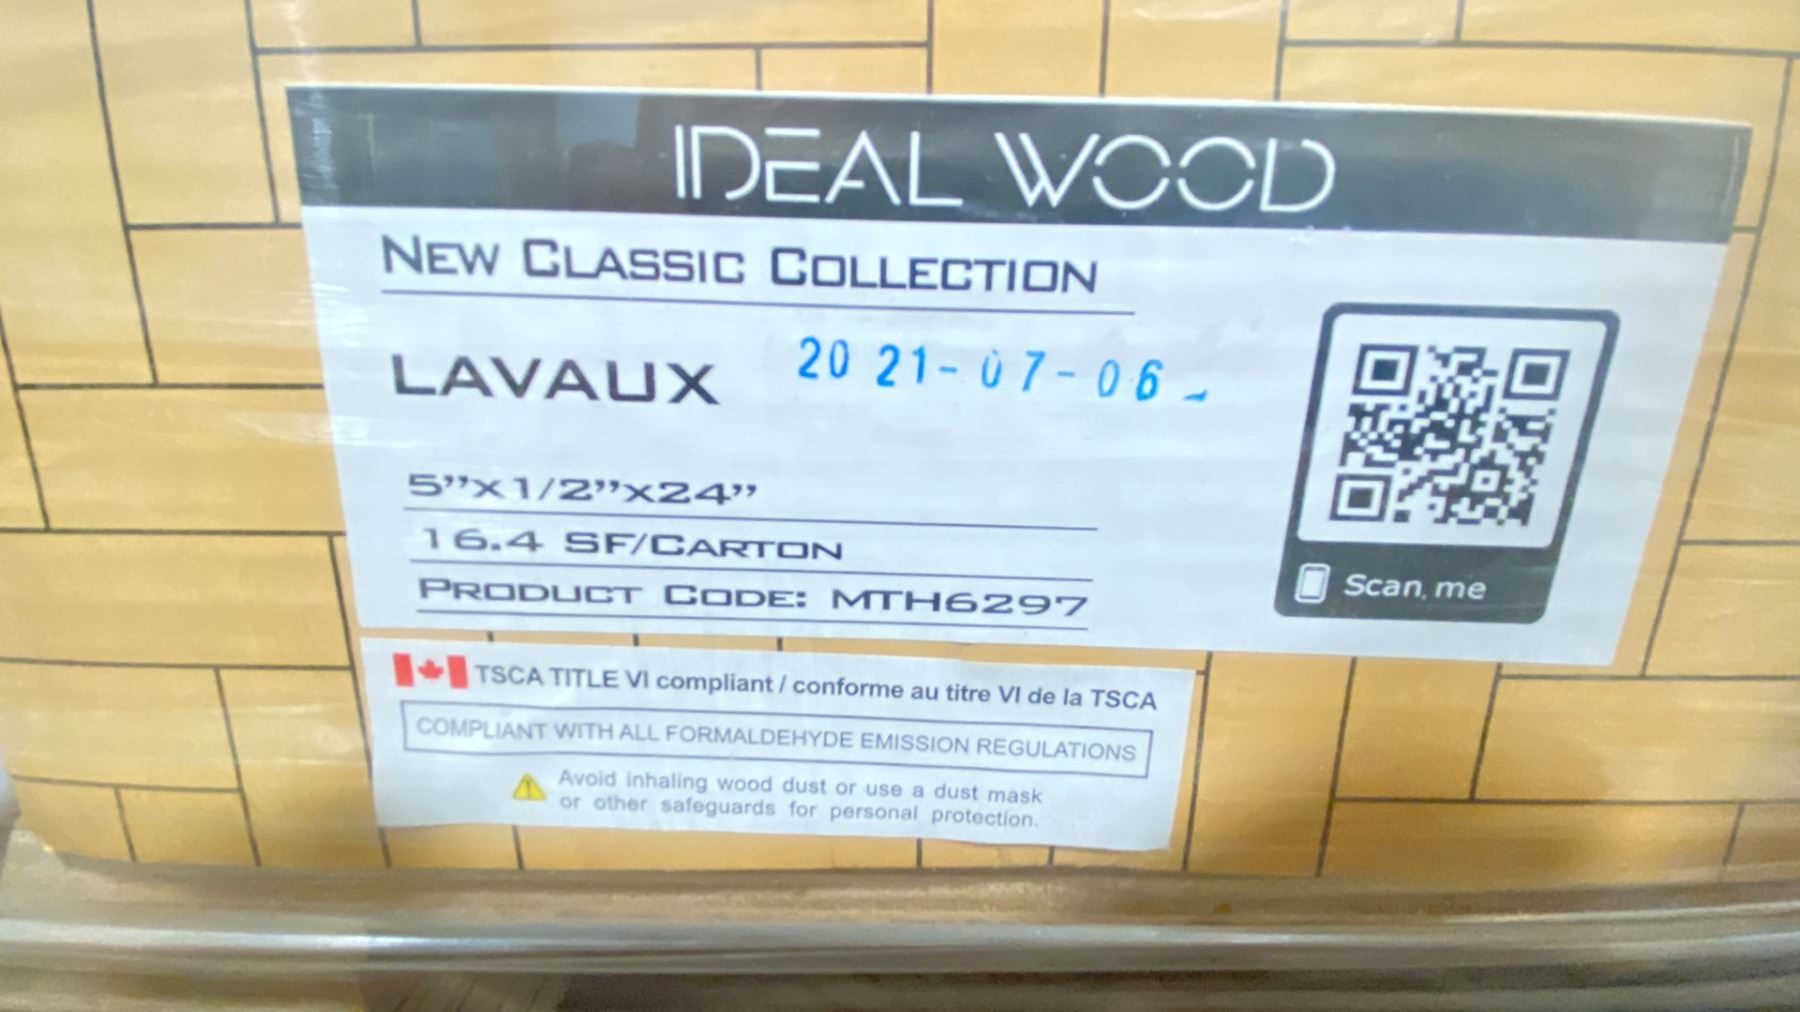 IDEAL WOOD
NEW CLASSIC COLLECTION
LAVAUX 2021-07-06
5”x1/2”x24”
16.4 SF/CARTON
PRODUCT CODE: MTH6297
Scan me
TSCA TITLE VI compliant / conforme au titre VI de la TSCA
COMPLIANT WITH ALL FORMALDEHYDE EMISSION REGULATIONS
Avoid inhaling wood dust or use a dust mask
or other safeguards for personal protection.